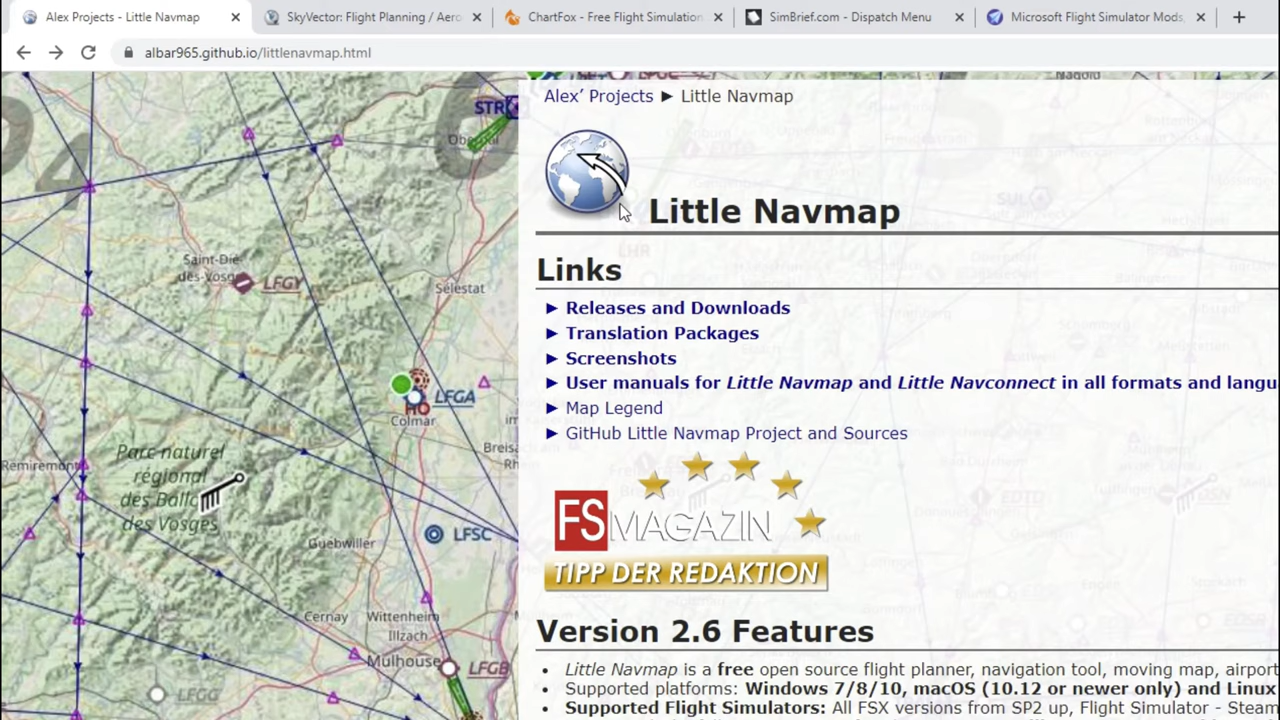 Alex Projects - Little Navmap
SkyVector: Flight Planning / Aero
ChartFox - Free Flight Simulation
SimBrief.com - Dispatch Menu
Microsoft Flight Simulator Mods,
albar965.github.io/littlenavmap.html
Alex’ Projects ► Little Navmap
Little Navmap
Links
► Releases and Downloads
► Translation Packages
► Screenshots
► User manuals for Little Navmap and Little Navconnect in all formats and langu
► Map Legend
► GitHub Little Navmap Project and Sources
FS MAGAZIN
TIPP DER REDAKTION
Version 2.6 Features
• Little Navmap is a free open source flight planner, navigation tool, moving map, airport
• Supported platforms: Windows 7/8/10, macOS (10.12 or newer only) and Linux
• Supported Flight Simulators: All FSX versions from SP2 up, Flight Simulator - Steam
STR
Saint-Dié-
LFGY
Sélestat
LFGA
HO
Colmar
Remiremont
Parc naturel
régional
des Vosges
LFSC
Guebwiller
Cernay
Wittenheim
Illzach
Mulhouse
LFGB
LFGG
Nagold
SUL
LHR
EDTD